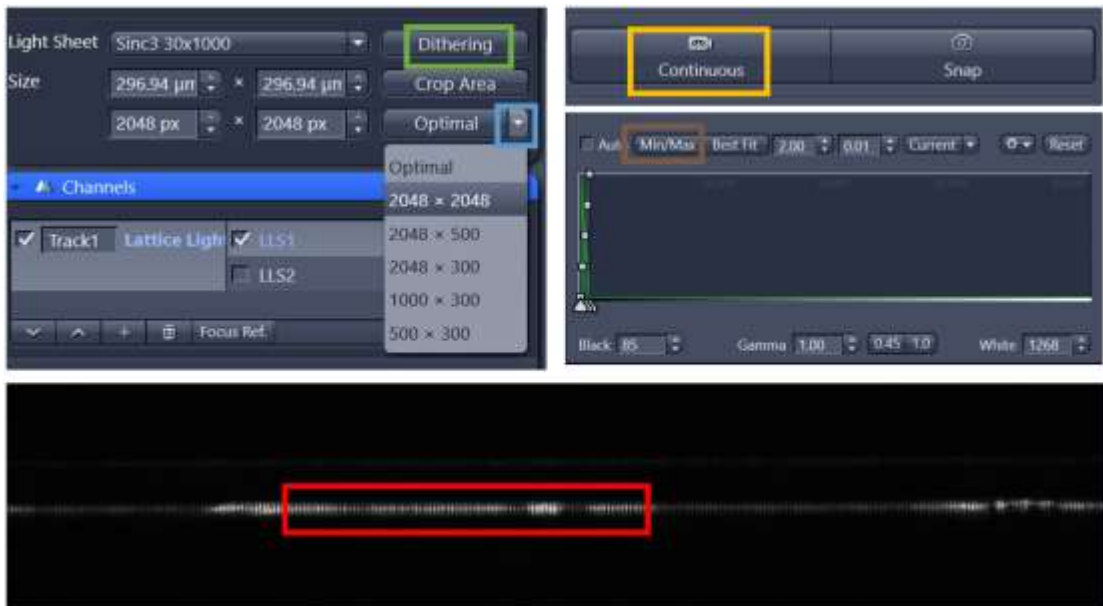 Light Sheet Sinc3 30x1000 Dithering
Size 296.94 µm × 296.94 µm Crop Area
2048 px × 2048 px Optimal
Optimal
2048 × 2048
2048 × 500
2048 × 300
1000 × 300
500 × 300
Channels
Track1 Lattice Ligh LLS1
LLS2
Focus Ref.
Continuous Snap
Min/Max Best Fit 2.00 0.01 Current Reset
Black 85 Gamma 1.00 0.45 1.0 White 1268